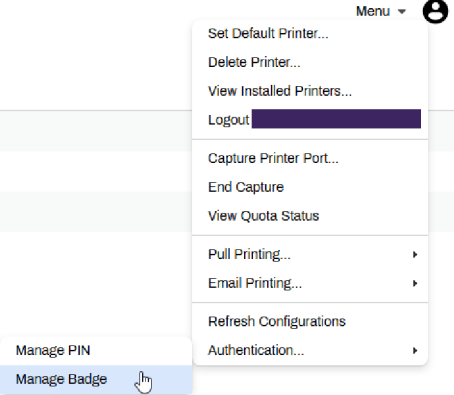 Menu
Set Default Printer...
Delete Printer...
View Installed Printers...
Logout
Capture Printer Port...
End Capture
View Quota Status
Pull Printing...
Email Printing...
Refresh Configurations
Authentication...
Manage PIN
Manage Badge